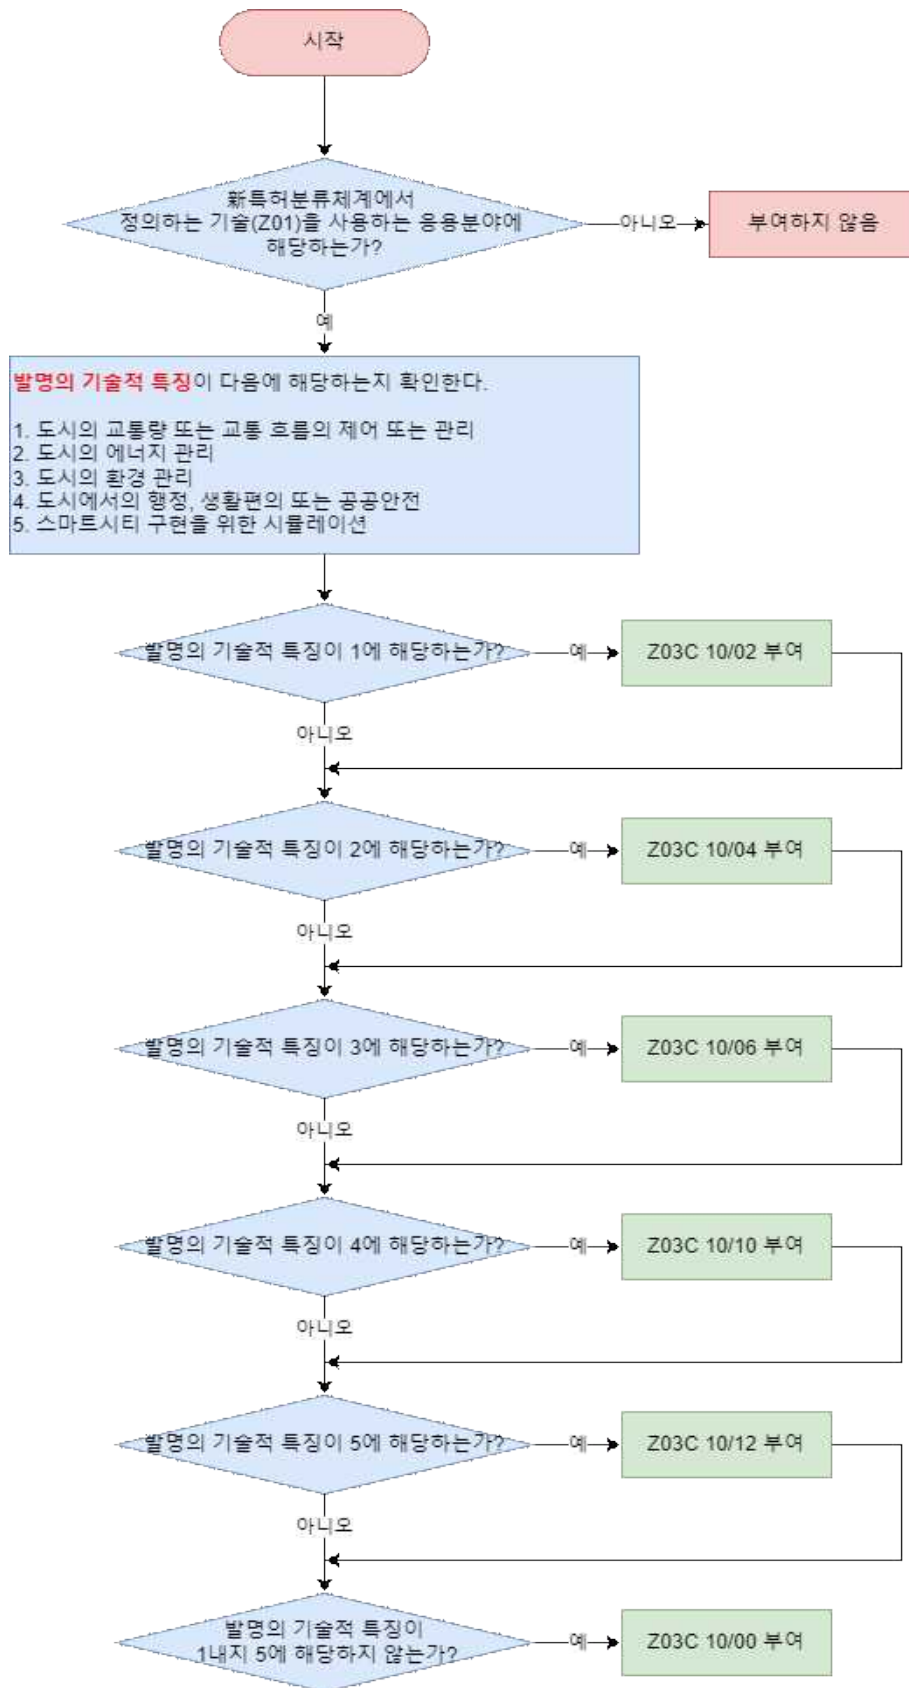 시작
新특허분류체계에서
정의하는 기술(Z01)을 사용하는 응용분야에
해당하는가?
아니오
부여하지 않음
예
발명의 기술적 특징이 다음에 해당하는지 확인한다.
1. 도시의 교통량 또는 교통 흐름의 제어 또는 관리
2. 도시의 에너지 관리
3. 도시의 환경 관리
4. 도시에서의 행정, 생활편의 또는 공공안전
5. 스마트시티 구현을 위한 시뮬레이션
발명의 기술적 특징이 1에 해당하는가?
예
Z03C 10/02 부여
아니오
발명의 기술적 특징이 2에 해당하는가?
예
Z03C 10/04 부여
아니오
발명의 기술적 특징이 3에 해당하는가?
예
Z03C 10/06 부여
아니오
발명의 기술적 특징이 4에 해당하는가?
예
Z03C 10/10 부여
아니오
발명의 기술적 특징이 5에 해당하는가?
예
Z03C 10/12 부여
아니오
발명의 기술적 특징이
1내지 5에 해당하지 않는가?
예
Z03C 10/00 부여